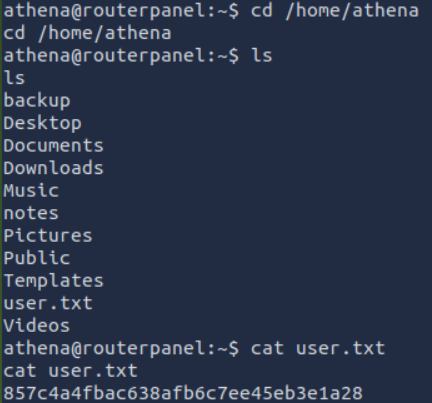 athena@routerpanel:~$ cd /home/athena
cd /home/athena
athena@routerpanel:~$ ls
ls
backup
Desktop
Documents
Downloads
Music
notes
Pictures
Public
Templates
user.txt
Videos
athena@routerpanel:~$ cat user.txt
cat user.txt
857c4a4fbac638afb6c7ee45eb3e1a28